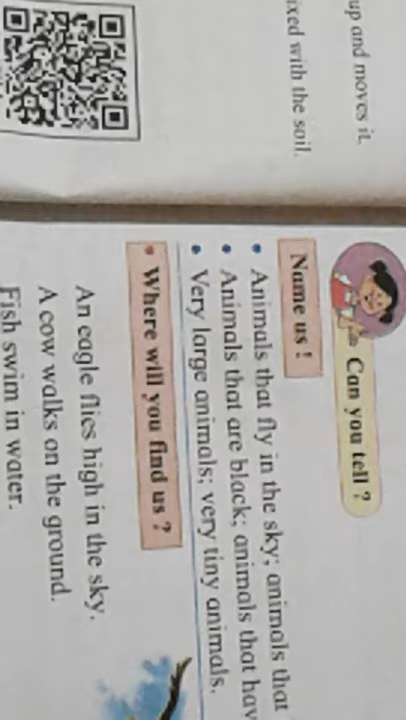 up and moves it.
ixed with the soil.
Can you tell ?
Name us !
• Animals that fly in the sky; animals that
• Animals that are black; animals that hav
• Very large animals; very tiny animals.
• Where will you find us ?
An eagle flies high in the sky.
A cow walks on the ground.
Fish swim in water.